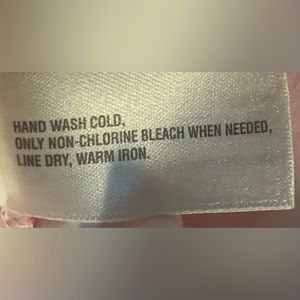 HAND WASH COLD,
ONLY NON-CHLORINE BLEACH WHEN NEEDED,
LINE DRY, WARM IRON.